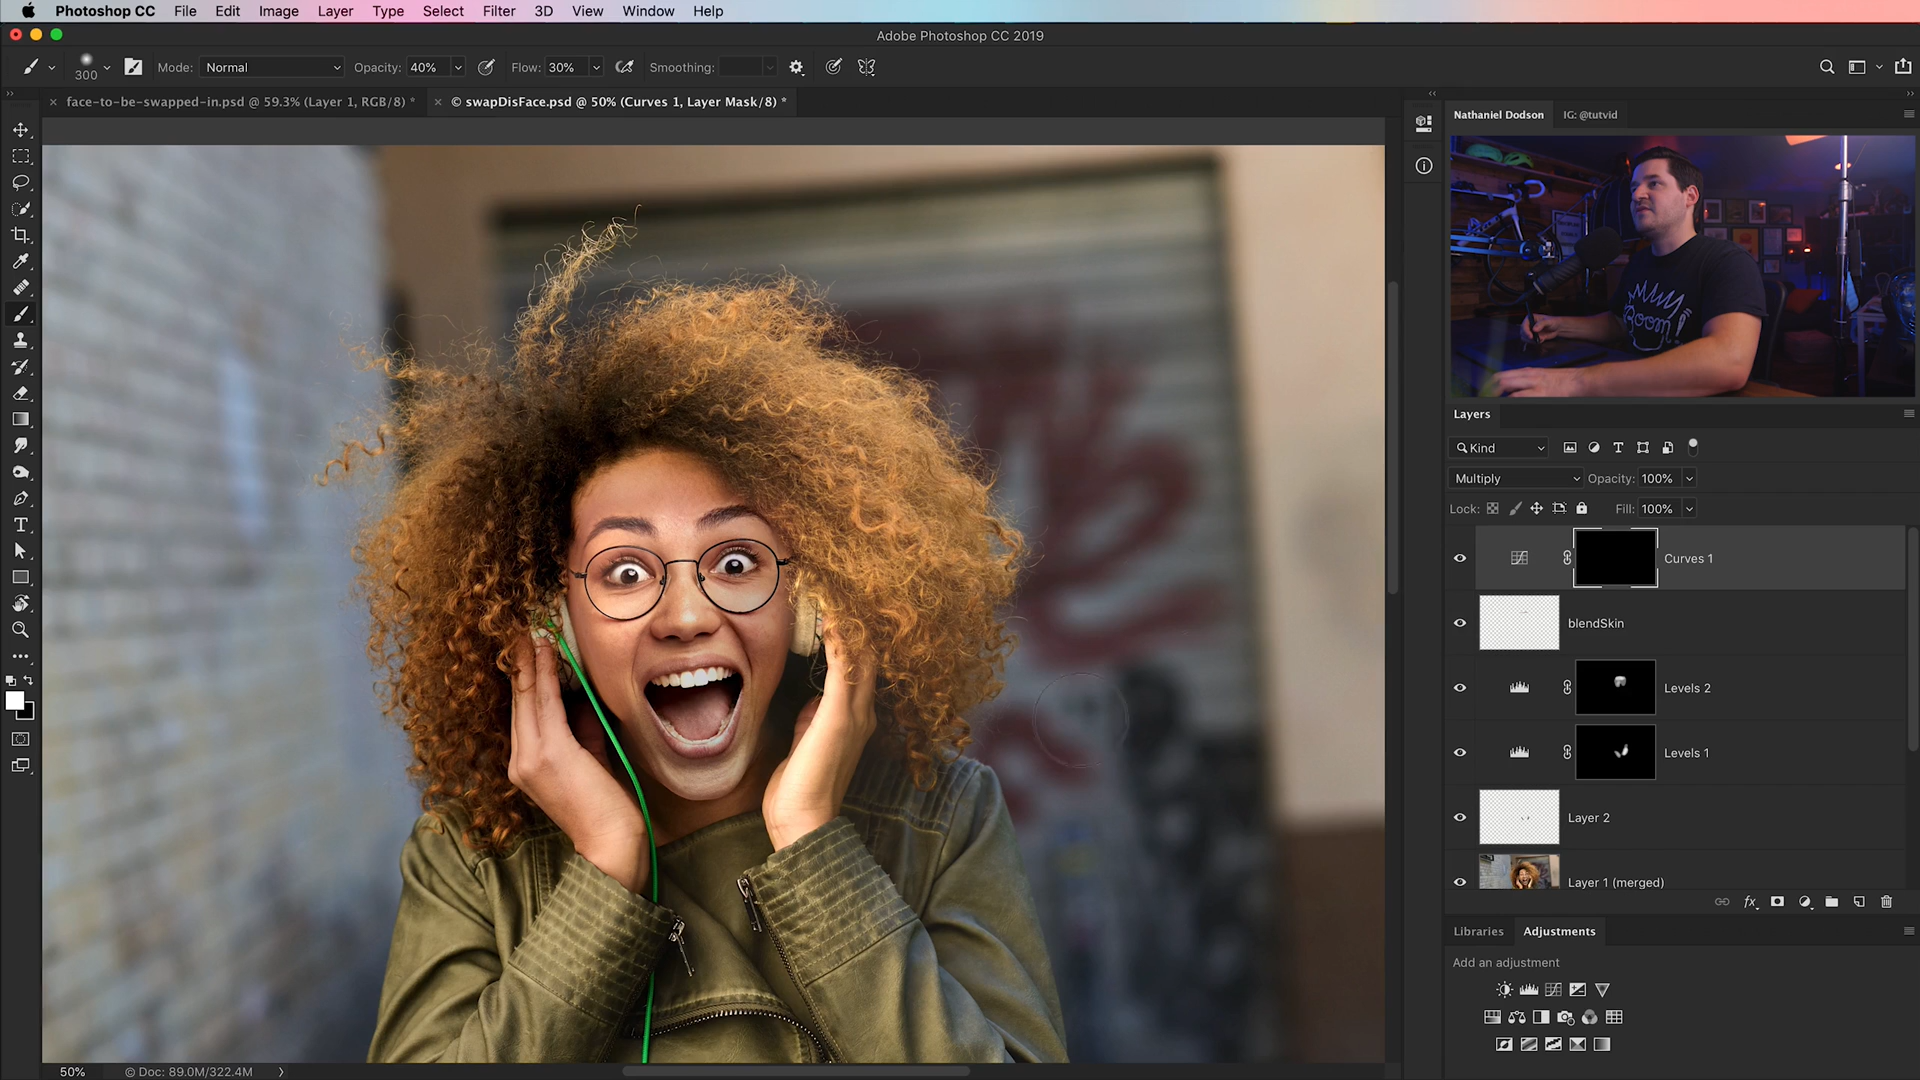 Photoshop CC File Edit Image Layer Type Select Filter 3D View Window Help
Adobe Photoshop CC 2019
300 Mode: Normal Opacity: 40% Flow: 30% Smoothing:
face-to-be-swapped-in.psd @ 59.3% (Layer 1, RGB/8) *
© swapDisFace.psd @ 50% (Curves 1, Layer Mask/8) *
Nathaniel Dodson IG: @tutvid
Boom!
Layers
Kind
Multiply Opacity: 100%
Lock: Fill: 100%
Curves 1
blendSkin
Levels 2
Levels 1
Layer 2
fx
Layer 1 (merged)
Libraries Adjustments
Add an adjustment
50% © Doc: 89.0M/322.4M